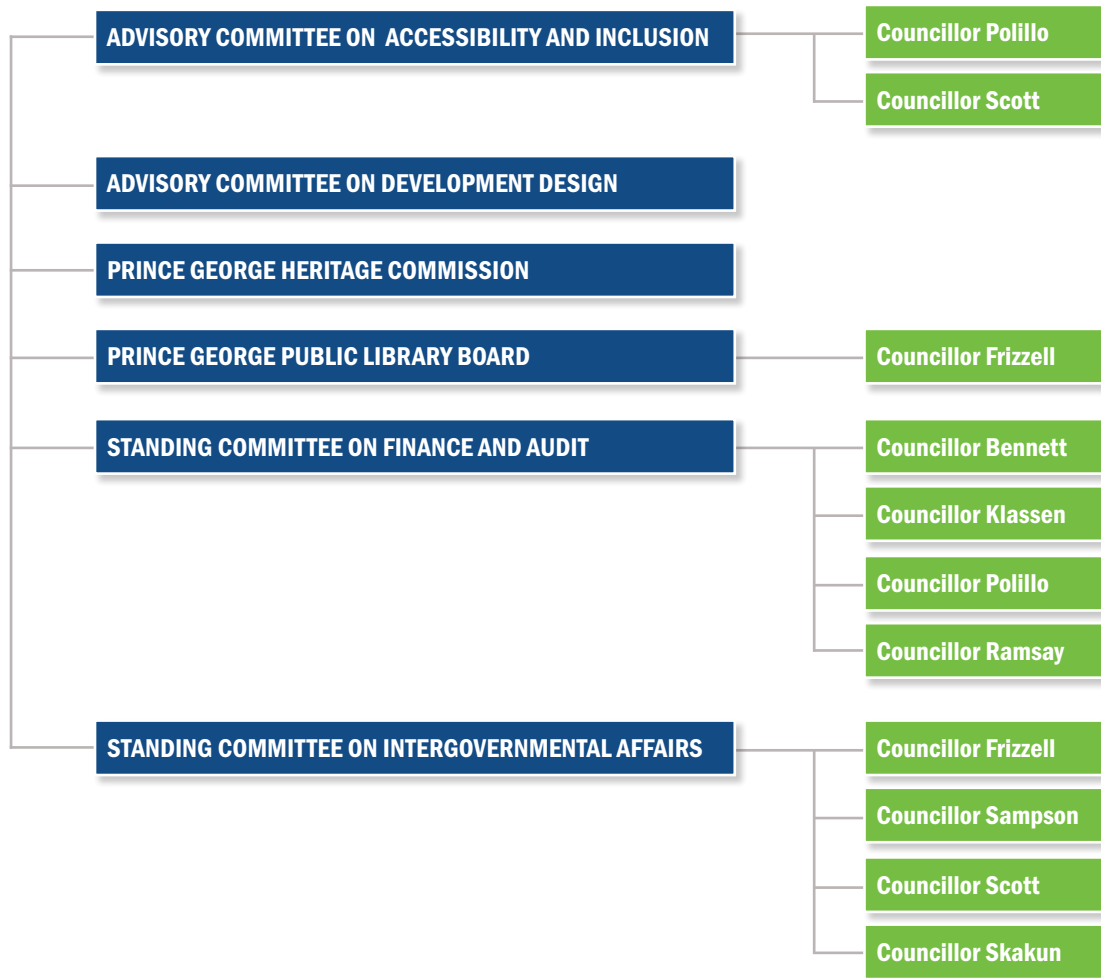 ADVISORY COMMITTEE ON ACCESSIBILITY AND INCLUSION
Councillor Polillo
Councillor Scott
ADVISORY COMMITTEE ON DEVELOPMENT DESIGN
PRINCE GEORGE HERITAGE COMMISSION
PRINCE GEORGE PUBLIC LIBRARY BOARD
Councillor Frizzell
STANDING COMMITTEE ON FINANCE AND AUDIT
Councillor Bennett
Councillor Klassen
Councillor Polillo
Councillor Ramsay
STANDING COMMITTEE ON INTERGOVERNMENTAL AFFAIRS
Councillor Frizzell
Councillor Sampson
Councillor Scott
Councillor Skakun